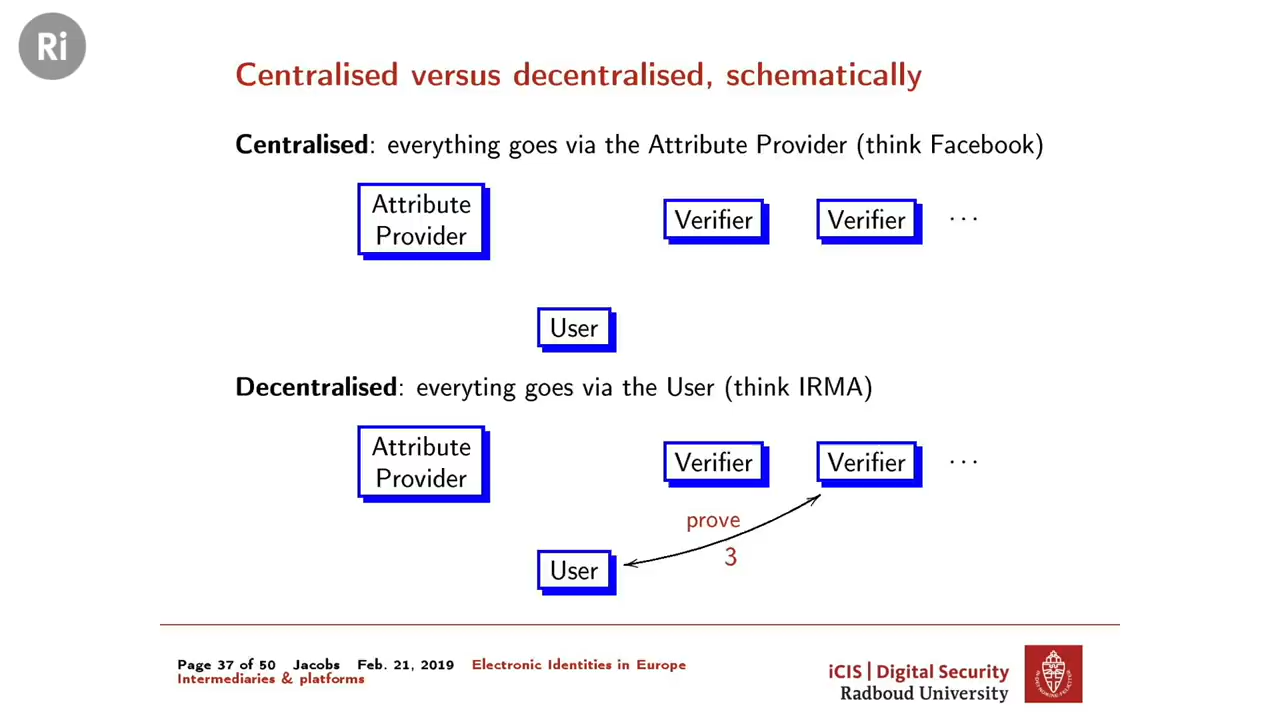 Ri
Centralised versus decentralised, schematically
Centralised: everything goes via the Attribute Provider (think Facebook)
Attribute
Provider
Verifier
Verifier
...
User
Decentralised: everyting goes via the User (think IRMA)
Attribute
Provider
Verifier
Verifier
...
prove
3
User
Page 37 of 50 Jacobs Feb. 21, 2019 Electronic Identities in Europe
Intermediaries & platforms
iCIS | Digital Security
Radboud University